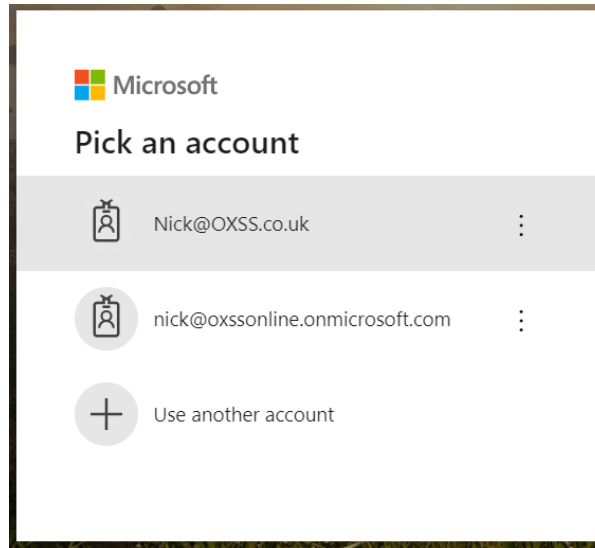 Microsoft
Pick an account
Nick@OXSS.co.uk
nick@oxssonline.onmicrosoft.com
Use another account